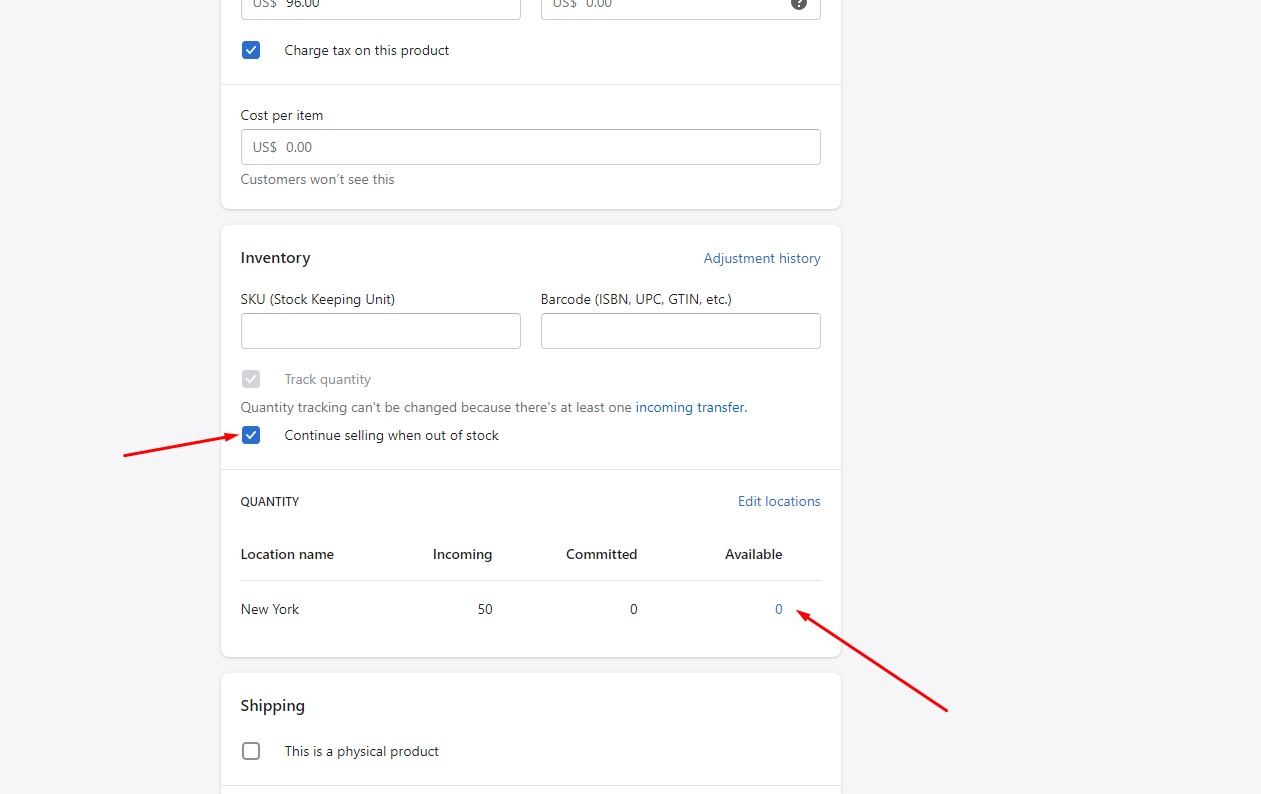 US$ 96.00 US$ 0.00 ?
Charge tax on this product
Cost per item
US$ 0.00
Customers won't see this
Inventory Adjustment history
SKU (Stock Keeping Unit) Barcode (ISBN, UPC, GTIN, etc.)
Track quantity
Quantity tracking can't be changed because there's at least one incoming transfer.
Continue selling when out of stock
QUANTITY Edit locations
Location name Incoming Committed Available
New York 50 0 0
Shipping
This is a physical product